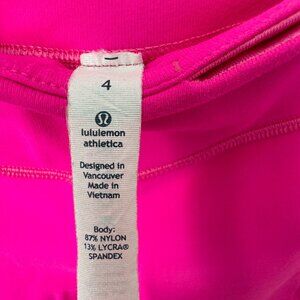 4
lululemon
athletica
Designed in
Vancouver
Made in
Vietnam
Body:
87% NYLON
13% LYCRA®
SPANDEX